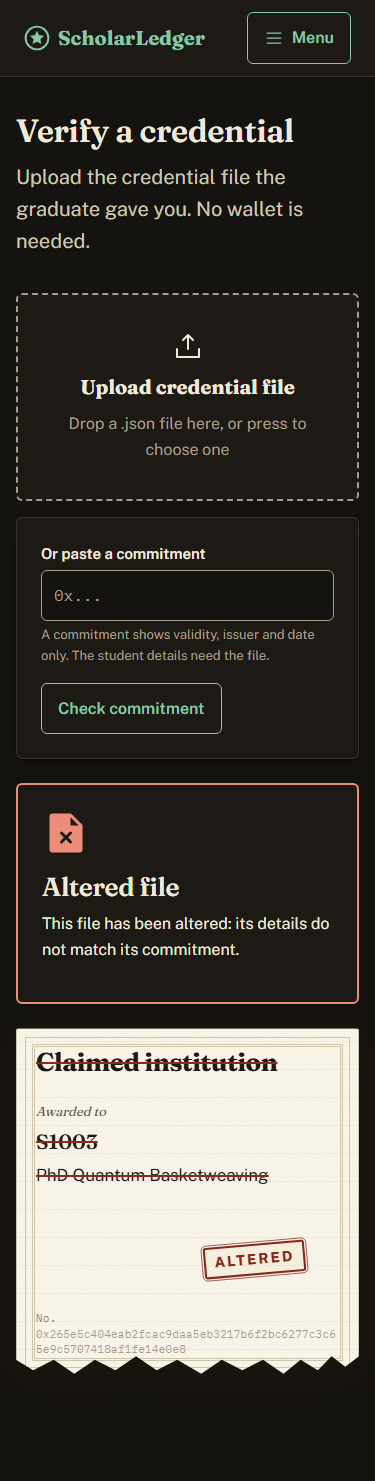 ScholarLedger
Menu
Verify a credential
Upload the credential file the
graduate gave you. No wallet is
needed.
Upload credential file
Drop a .json file here, or press to
choose one
Or paste a commitment
0x...
A commitment shows validity, issuer and date
only. The student details need the file.
Check commitment
Altered file
This file has been altered: its details do
not match its commitment.
Claimed institution
Awarded to
S1003
PhD Quantum Basketweaving
ALTERED
No.
0x265e5c404eab2fcac9daa5eb3217b6f2bc6277c3c6
5e9c5707418af1fe14e0e8